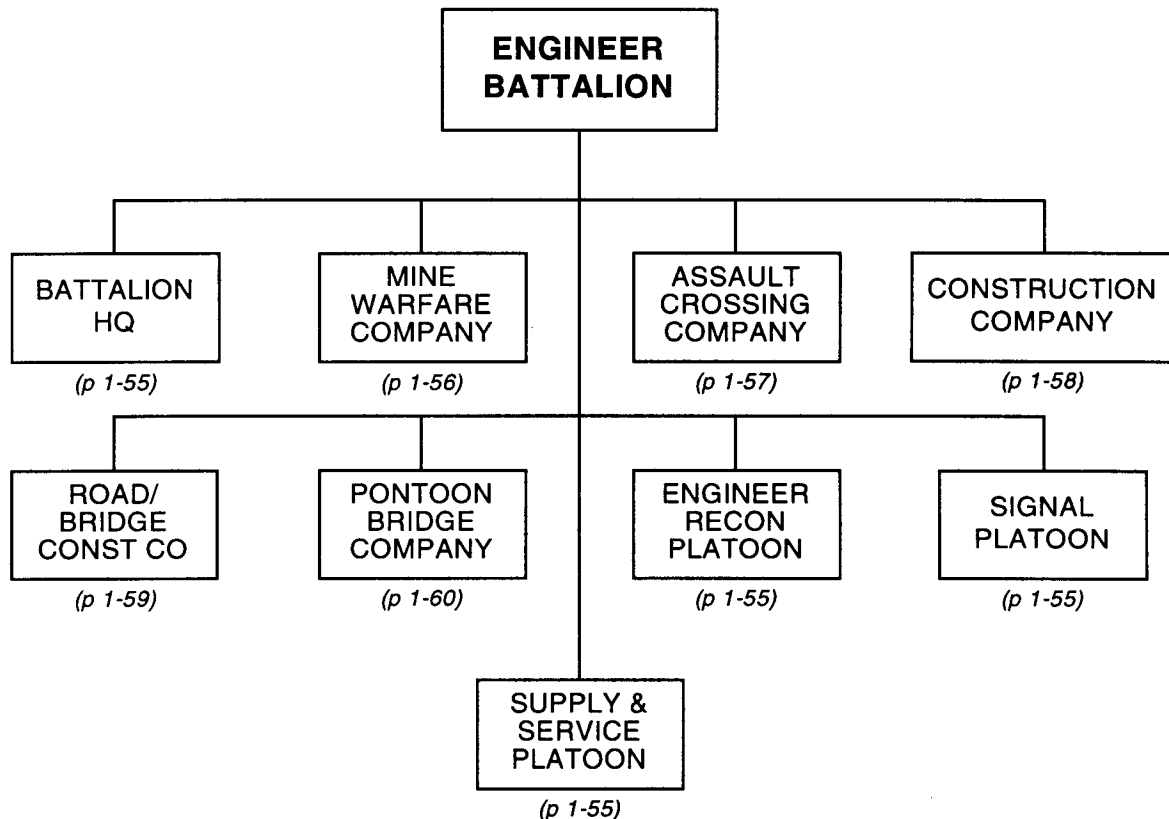 ENGINEER
BATTALION
BATTALION
HQ
(p 1-55)
MINE
WARFARE
COMPANY
(p 1-56)
ASSAULT
CROSSING
COMPANY
(p 1-57)
CONSTRUCTION
COMPANY
(p 1-58)
ROAD/
BRIDGE
CONST CO
(p 1-59)
PONTOON
BRIDGE
COMPANY
(p 1-60)
ENGINEER
RECON
PLATOON
(p 1-55)
SIGNAL
PLATOON
(p 1-55)
SUPPLY &
SERVICE
PLATOON
(p 1-55)